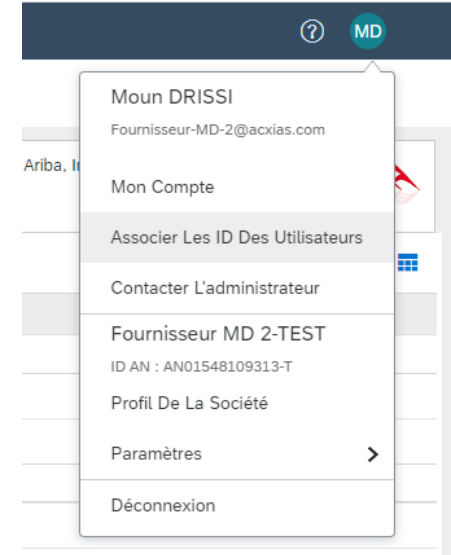 MD
Moun DRISSI
Fournisseur-MD-2@acxias.com
Ariba, I
Mon Compte
Associer Les ID Des Utilisateurs
Contacter L'administrateur
Fournisseur MD 2-TEST
ID AN : AN01548109313-T
Profil De La Société
Paramètres
Déconnexion